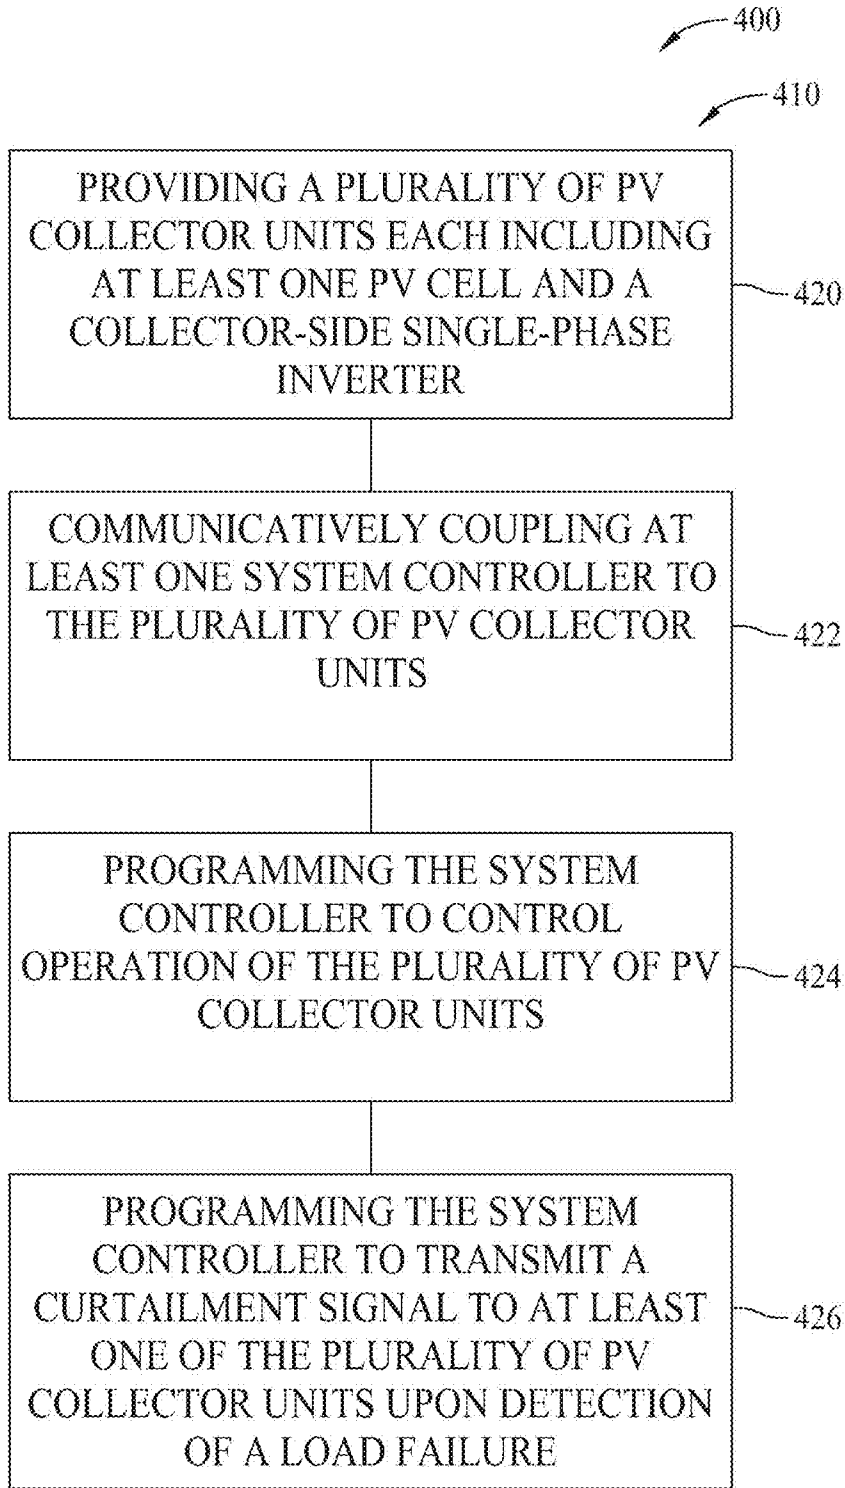 400
410
PROVIDING A PLURALITY OF PV
COLLECTOR UNITS EACH INCLUDING
AT LEAST ONE PV CELL AND A
COLLECTOR-SIDE SINGLE-PHASE
INVERTER
420
COMMUNICATIVELY COUPLING AT
LEAST ONE SYSTEM CONTROLLER TO
THE PLURALITY OF PV COLLECTOR
UNITS
422
PROGRAMMING THE SYSTEM
CONTROLLER TO CONTROL
OPERATION OF THE PLURALITY OF PV
COLLECTOR UNITS
424
PROGRAMMING THE SYSTEM
CONTROLLER TO TRANSMIT A
CURTAILMENT SIGNAL TO AT LEAST
ONE OF THE PLURALITY OF PV
COLLECTOR UNITS UPON DETECTION
OF A LOAD FAILURE
426